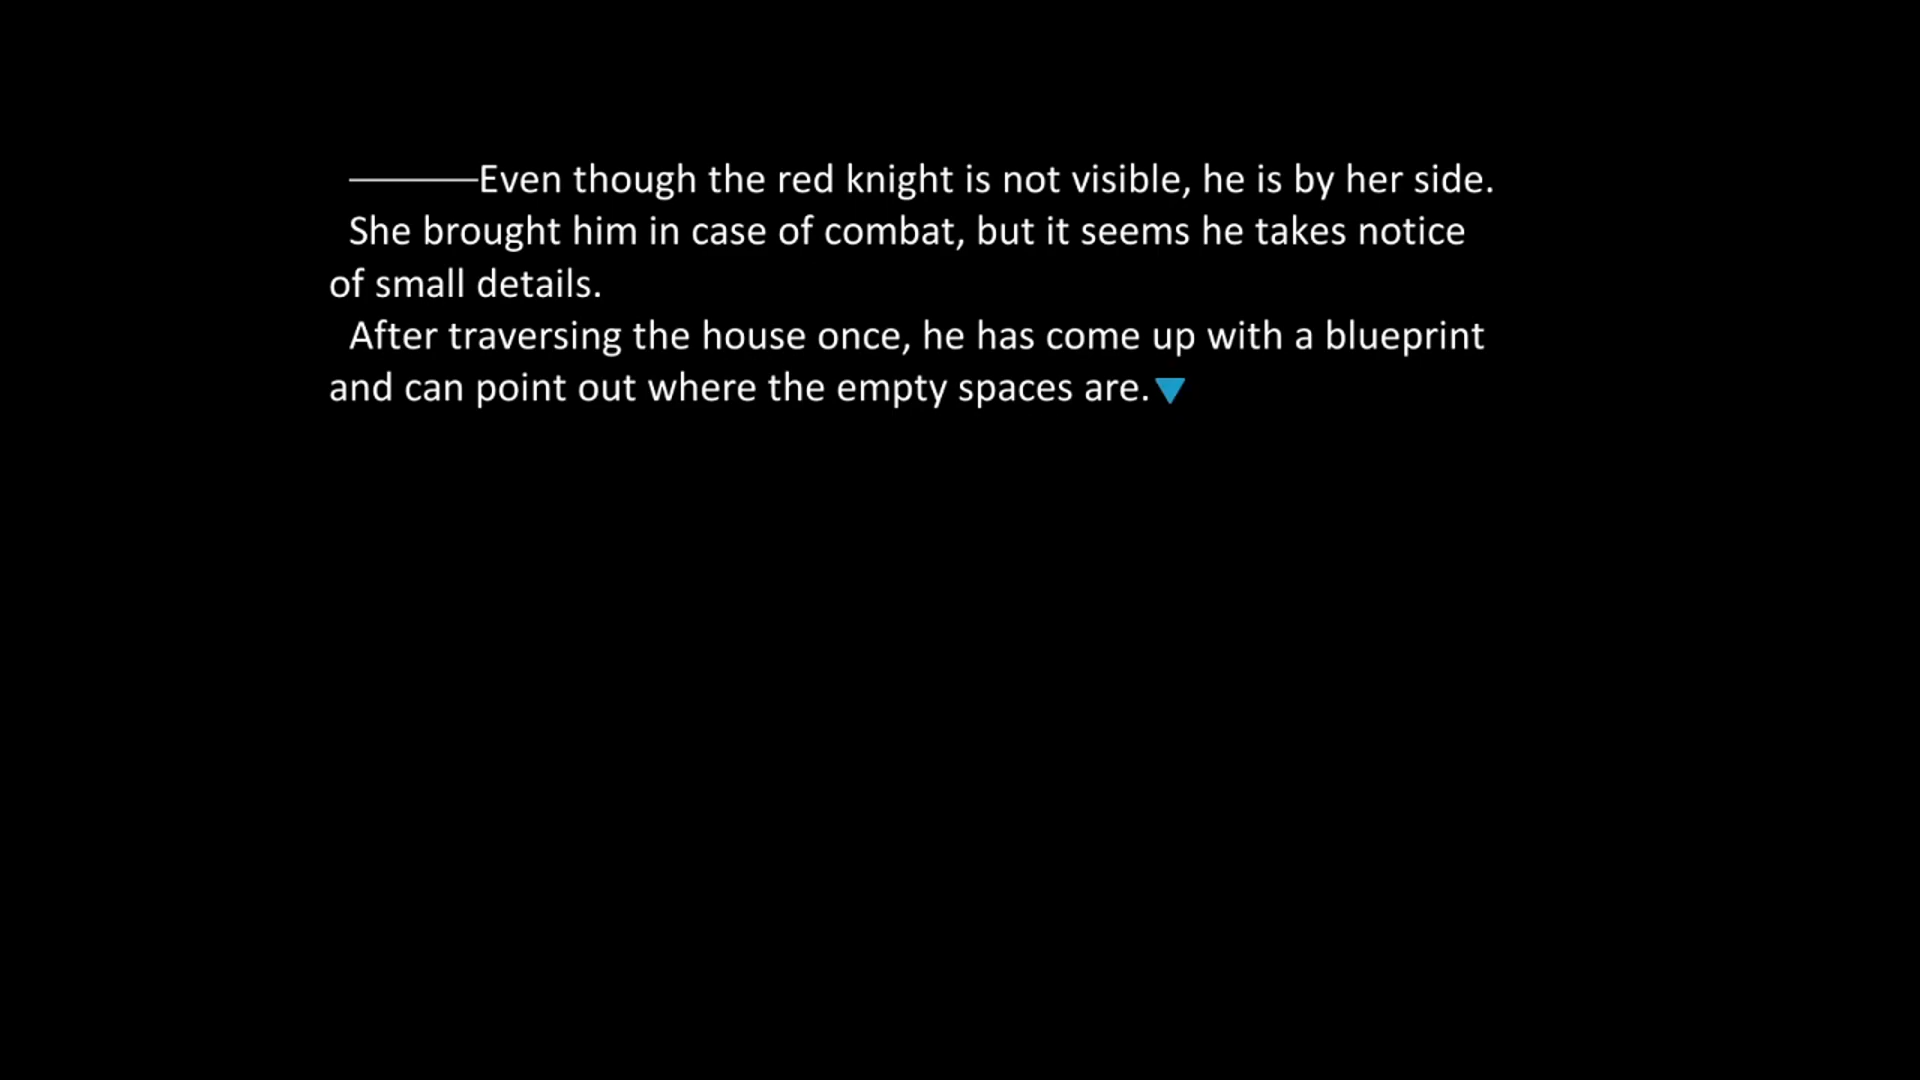 ————Even though the red knight is not visible, he is by her side.
She brought him in case of combat, but it seems he takes notice
of small details.
After traversing the house once, he has come up with a blueprint
and can point out where the empty spaces are.